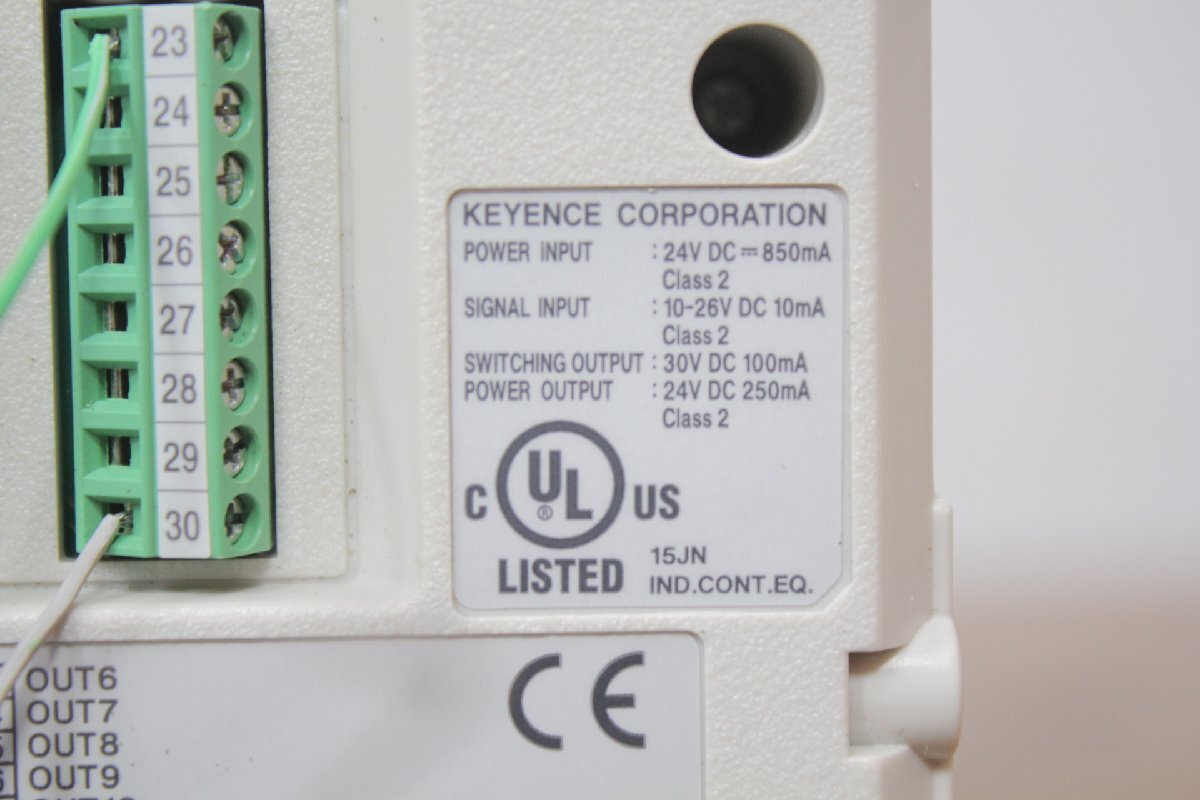 23
24
25
26
27
28
29
30
KEYENCE CORPORATION
POWER INPUT : 24V DC ⎓ 850mA
Class 2
SIGNAL INPUT : 10-26V DC 10mA
Class 2
SWITCHING OUTPUT : 30V DC 100mA
POWER OUTPUT : 24V DC 250mA
Class 2
C UL ® US
LISTED
15JN
IND.CONT.EQ.
CE
OUT6
OUT7
OUT8
OUT9